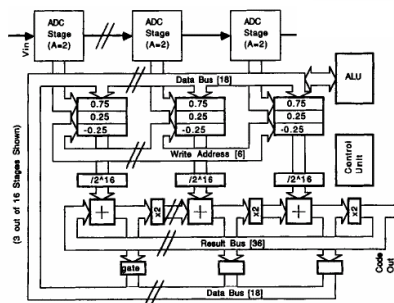 ADC
Stage
(A=2)
ADC
Stage
(A=2)
ADC
Stage
(A=2)
Vin
Data Bus [18]
ALU
0.75
0.25
-0.25
0.75
0.25
-0.25
0.75
0.25
-0.25
Write Address [6]
Control
Unit
(3 out of 16 Stages Shown)
/2^16
/2^16
/2^16
+
x2
+
x2
+
x2
Result Bus [36]
Code
Out
gate
Data Bus [18]